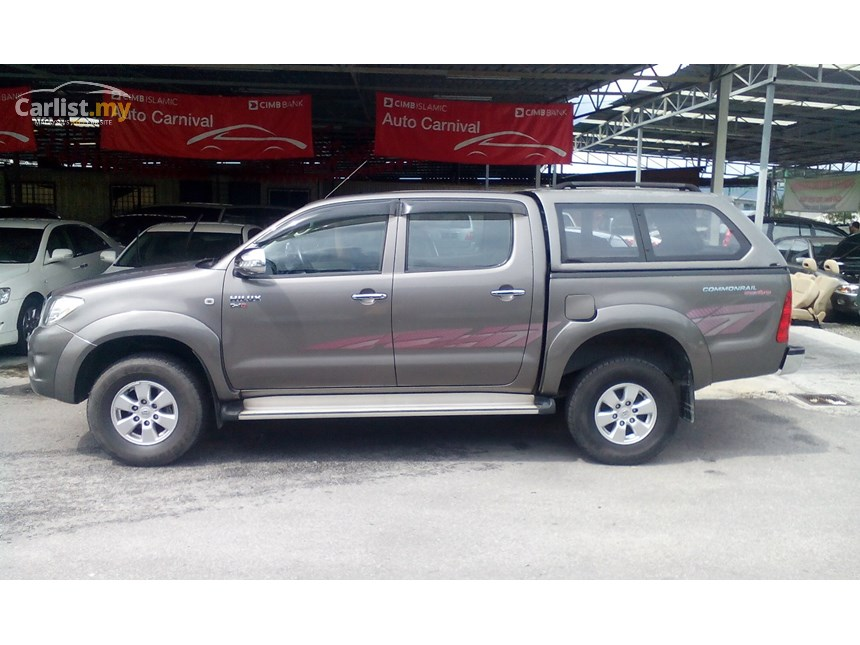 Carlist.my
CIMB ISLAMIC
CIMB BANK
Auto Carnival
CIMB ISLAMIC
CIMB BANK
Auto Carnival
HILUX
COMMONRAIL